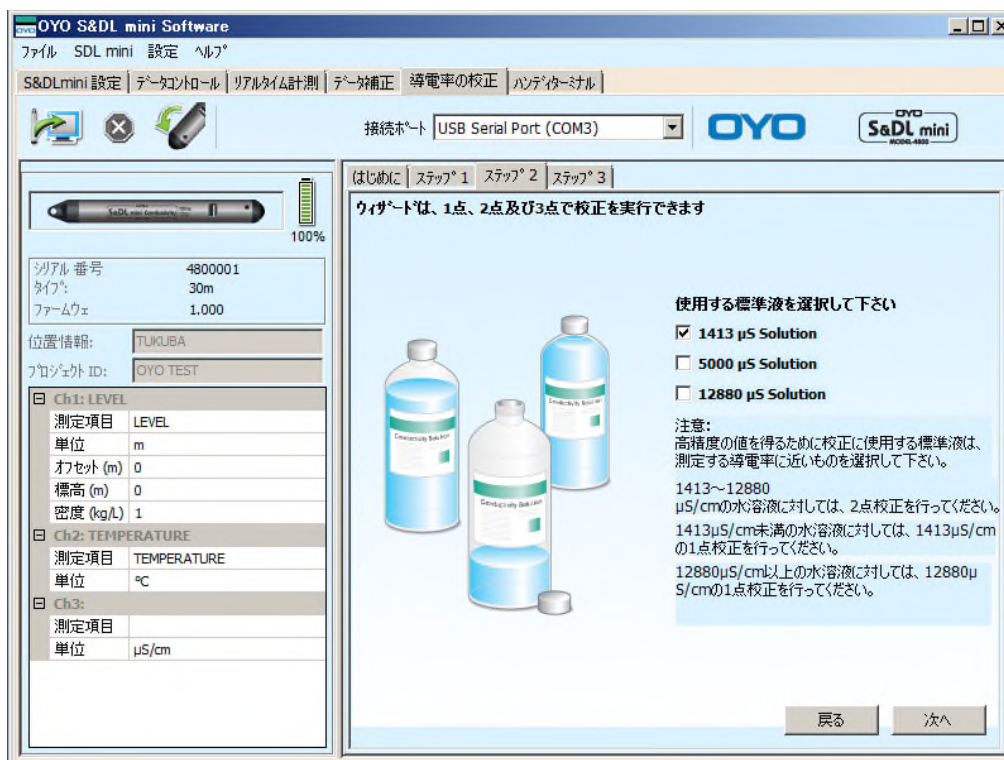 OYO S&DL mini Software
ファイル SDL mini 設定 ヘルプ
S&DLmini 設定 データコントロール リアルタイム計測 データ補正 導電率の校正 ハンディターミナル
接続ポート USB Serial Port (COM3) OYO OYO S&DL mini MODEL-4800
はじめに ステップ 1 ステップ 2 ステップ 3
ウィザードは、1点、2点及び3点で校正を実行できます
100%
シリアル 番号 4800001
タイプ: 30m
ファームウェ 1.000
位置情報: TUKUBA
プロジェクト ID: OYO TEST
Ch1: LEVEL
測定項目 LEVEL
単位 m
オフセット (m) 0
標高 (m) 0
密度 (kg/L) 1
Ch2: TEMPERATURE
測定項目 TEMPERATURE
単位 ℃
Ch3:
測定項目
単位 µS/cm
Conductivity Solution
Conductivity Solution
Conductivity Solution
使用する標準液を選択して下さい
1413 µS Solution
5000 µS Solution
12880 µS Solution
注意:
高精度の値を得るために校正に使用する標準液は、
測定する導電率に近いものを選択して下さい。
1413～12880
µS/cmの水溶液に対しては、2点校正を行ってください。
1413µS/cm未満の水溶液に対しては、1413µS/cm
の1点校正を行ってください。
12880µS/cm以上の水溶液に対しては、12880µ
S/cmの1点校正を行ってください。
戻る 次へ